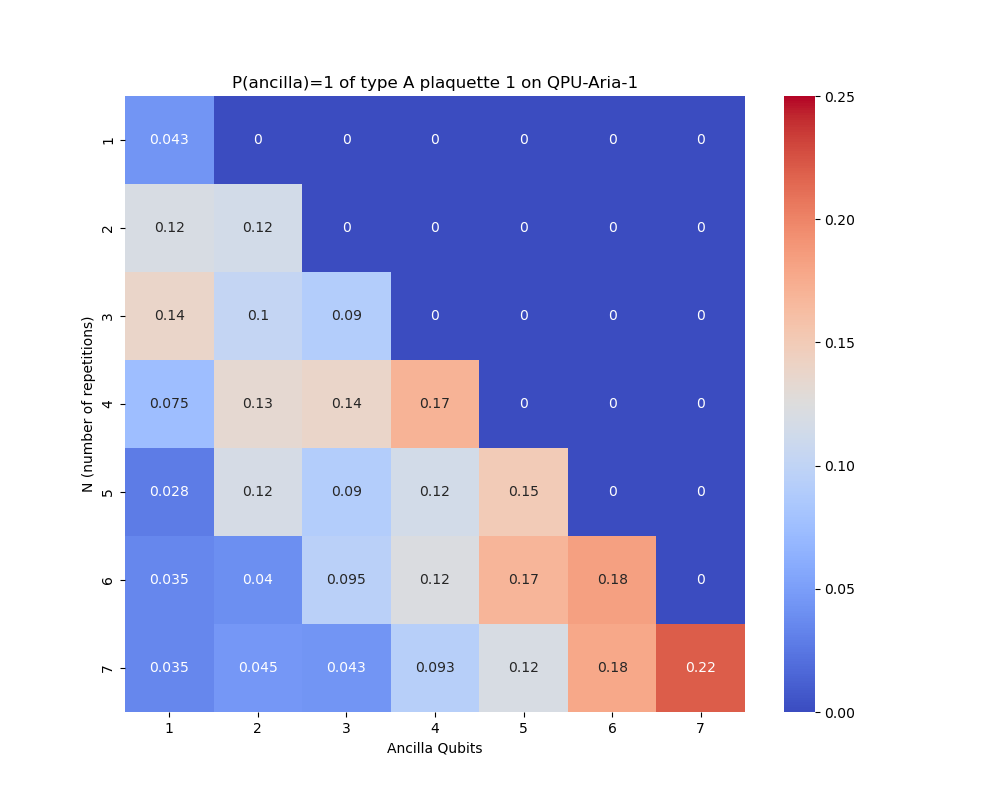 P(ancilla)=1 of type A plaquette 1 on QPU-Aria-1
0.25
1 0.043 0 0 0 0 0 0
0.20
2 0.12 0.12 0 0 0 0 0
3 0.14 0.1 0.09 0 0 0 0
0.15
N (number of repetitions)
4 0.075 0.13 0.14 0.17 0 0 0
0.10
5 0.028 0.12 0.09 0.12 0.15 0 0
6 0.035 0.04 0.095 0.12 0.17 0.18 0
0.05
7 0.035 0.045 0.043 0.093 0.12 0.18 0.22
0.00
1 2 3 4 5 6 7
Ancilla Qubits